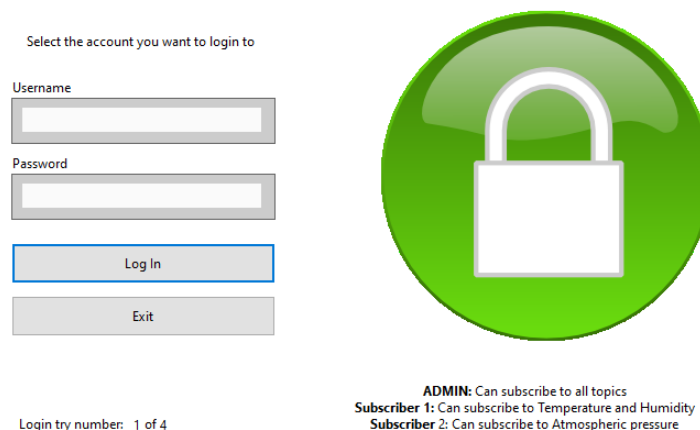 Select the account you want to login to
Username
Password
Log In
Exit
Login try number: 1 of 4
ADMIN: Can subscribe to all topics
Subscriber 1: Can subscribe to Temperature and Humidity
Subscriber 2: Can subscribe to Atmospheric pressure